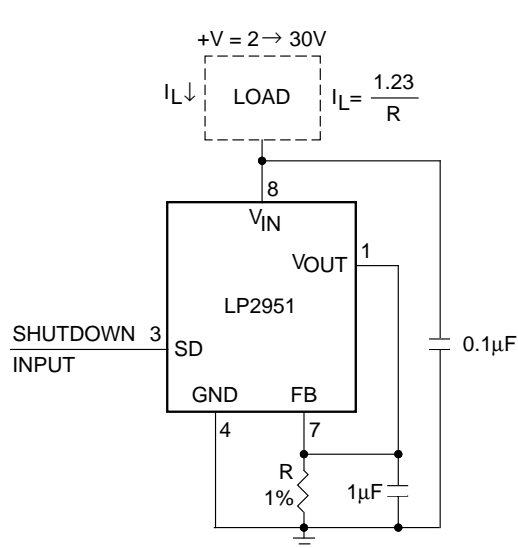 +V = 2 → 30V
I_L↓ LOAD I_L= 1.23
R
8
V_IN
V_OUT 1
LP2951
SHUTDOWN 3 SD
INPUT
0.1μF
GND FB
4 7
R
1% 1μF